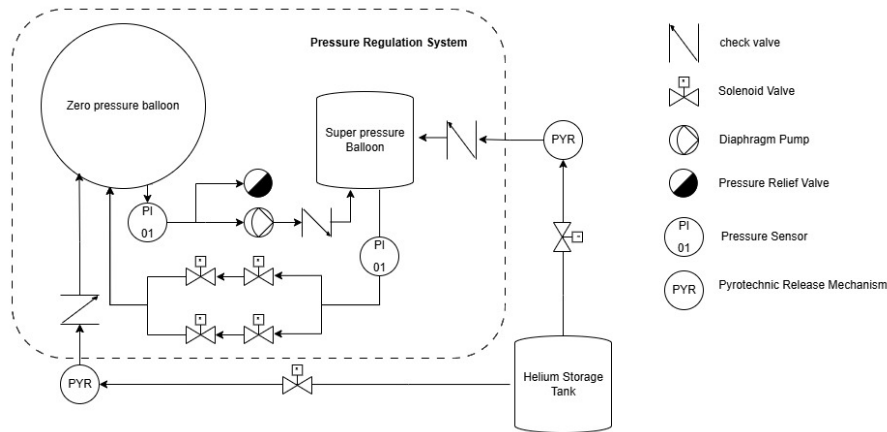 Pressure Regulation System
Zero pressure balloon
Super pressure
Balloon
PYR
PI
01
PI
01
PYR
Helium Storage
Tank
check valve
Solenoid Valve
Diaphragm Pump
Pressure Relief Valve
PI
01
Pressure Sensor
PYR
Pyrotechnic Release Mechanism